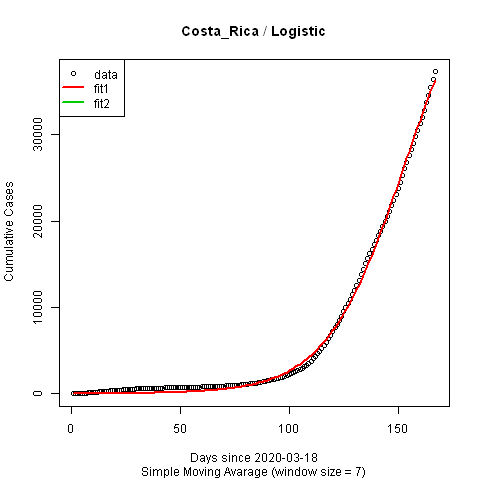 Costa_Rica / Logistic
data
fit1
fit2
Cumulative Cases
30000
20000
10000
0
0 50 100 150
Days since 2020-03-18
Simple Moving Avarage (window size = 7)